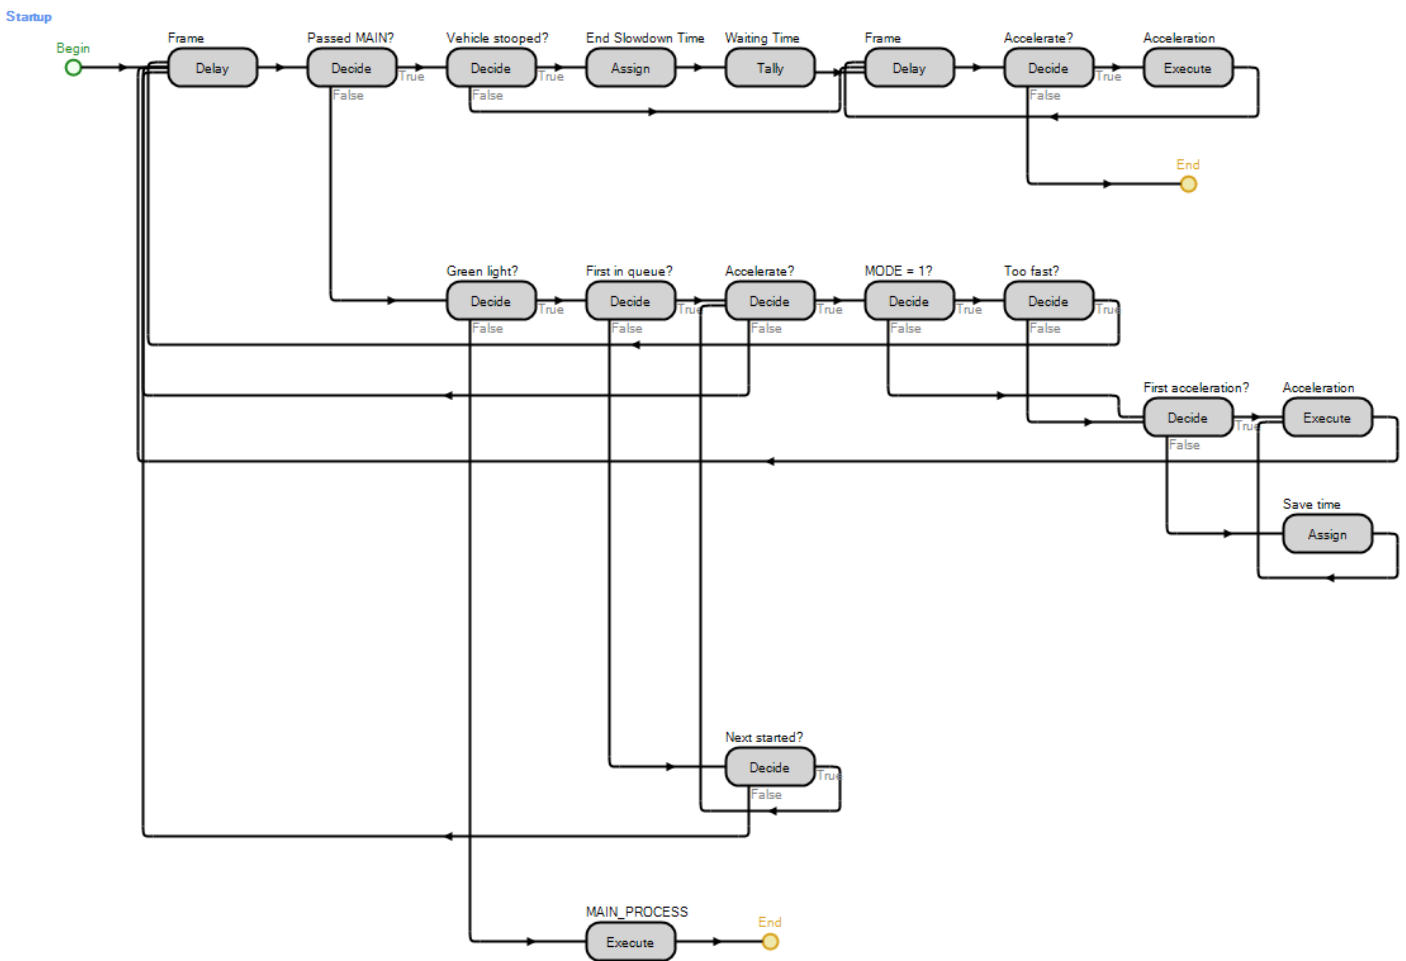 Startup
Begin
Frame
Passed MAIN?
Vehicle stooped?
End Slowdown Time
Waiting Time
Frame
Accelerate?
Acceleration
Delay
Decide
Decide
Assign
Tally
Delay
Decide
Execute
True
True
True
False
False
False
End
Green light?
First in queue?
Accelerate?
MODE = 1?
Too fast?
Decide
Decide
Decide
Decide
Decide
True
True
True
True
True
False
False
False
False
False
First acceleration?
Acceleration
Decide
Execute
True
False
Save time
Assign
Next started?
Decide
True
False
MAIN_PROCESS
End
Execute